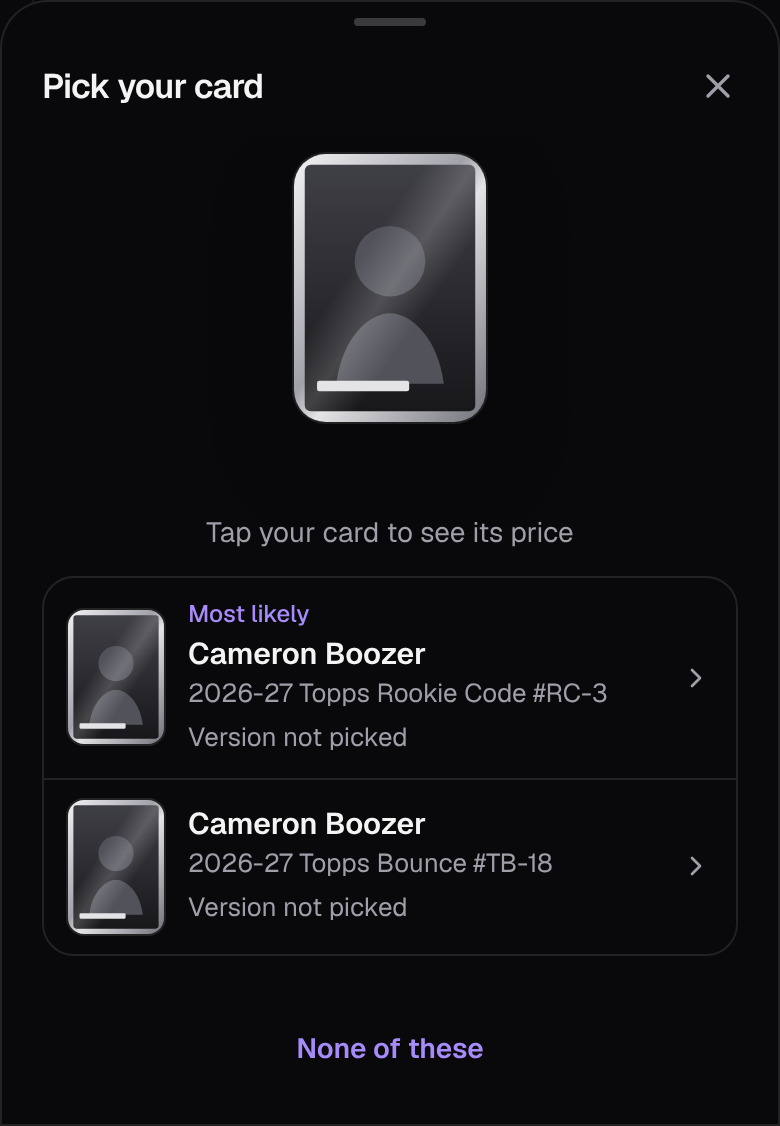 Pick your card
Tap your card to see its price
Most likely
Cameron Boozer
2026-27 Topps Rookie Code #RC-3
Version not picked
Cameron Boozer
2026-27 Topps Bounce #TB-18
Version not picked
None of these